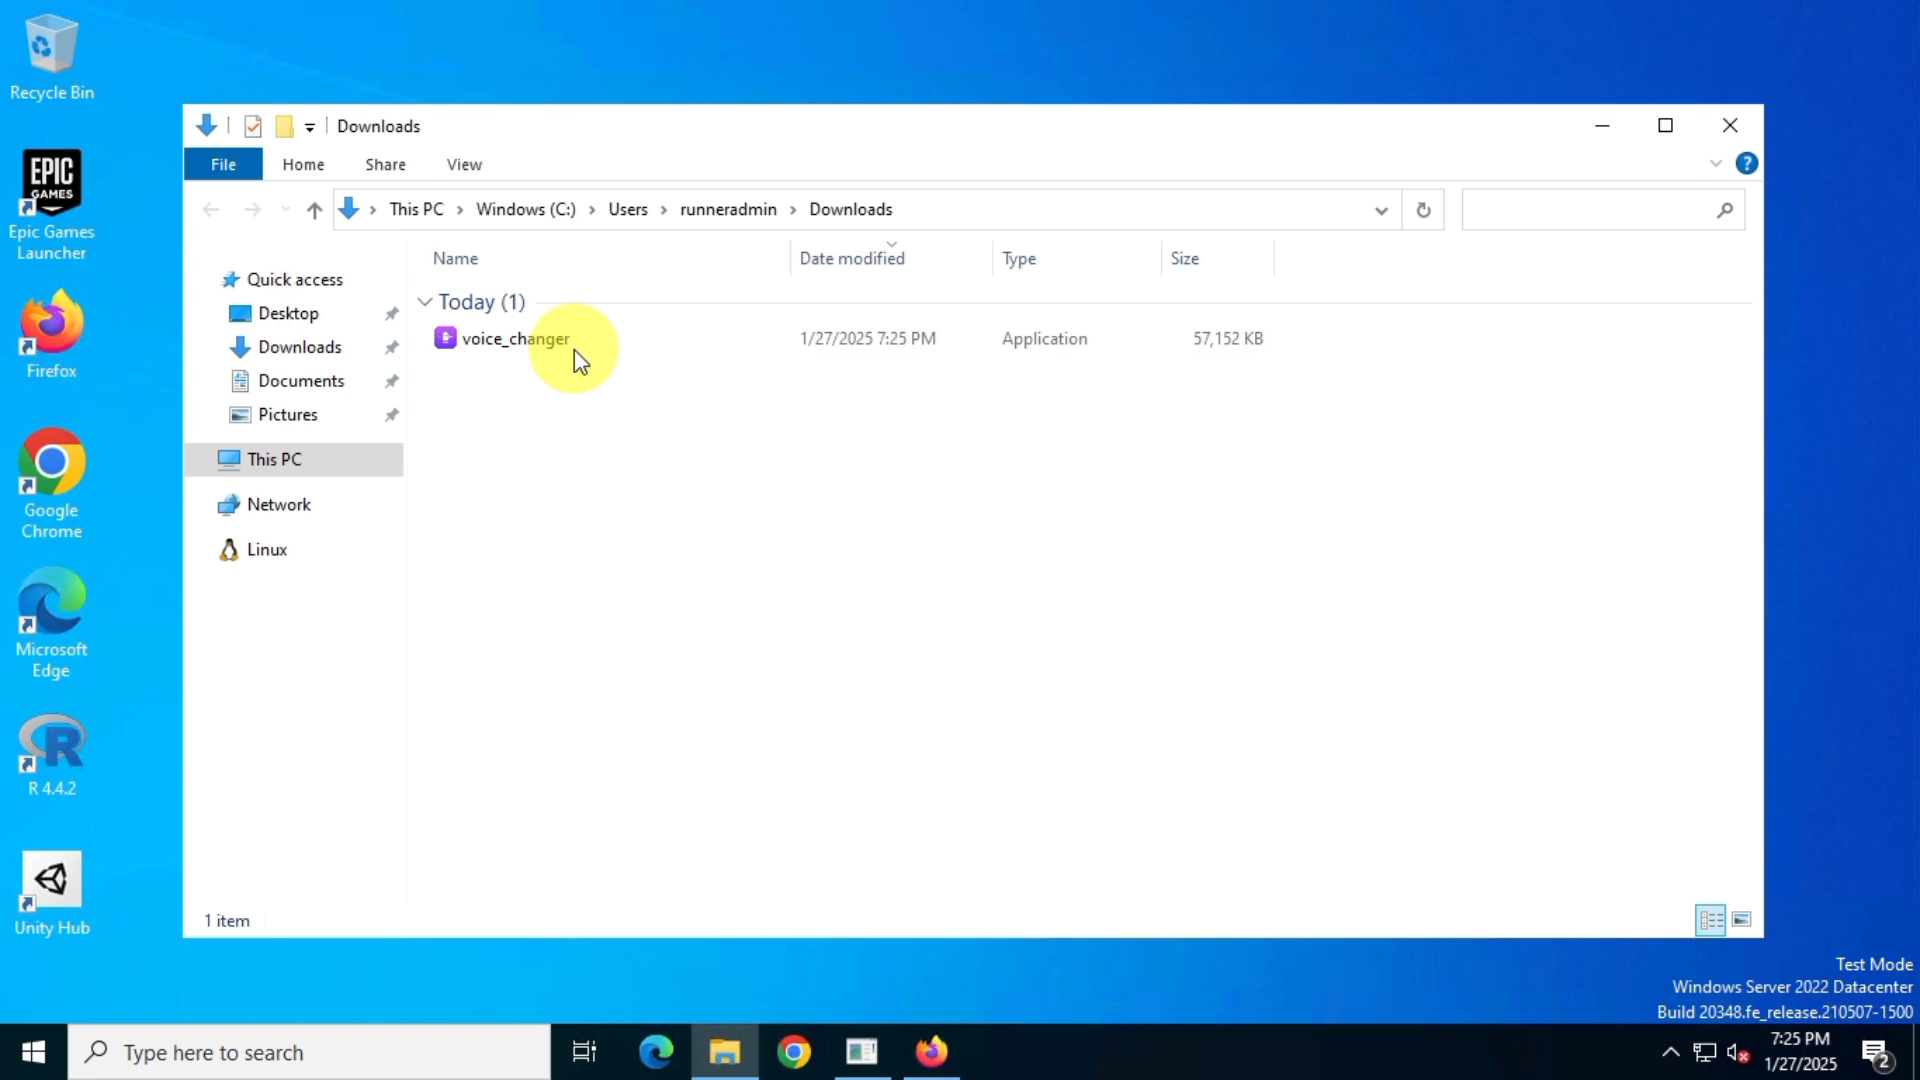 Recycle Bin
EPIC
GAMES
Epic Games
Launcher
Firefox
Google
Chrome
Microsoft
Edge
R 4.4.2
Unity Hub
Downloads
File
Home
Share
View
?
This PC
Windows (C:)
Users
runneradmin
Downloads
Name
Date modified
Type
Size
Quick access
Desktop
Downloads
Documents
Pictures
This PC
Network
Linux
Today (1)
voice_changer
1/27/2025 7:25 PM
Application
57,152 KB
1 item
Test Mode
Windows Server 2022 Datacenter
Build 20348.fe_release.210507-1500
Type here to search
7:25 PM
1/27/2025
2